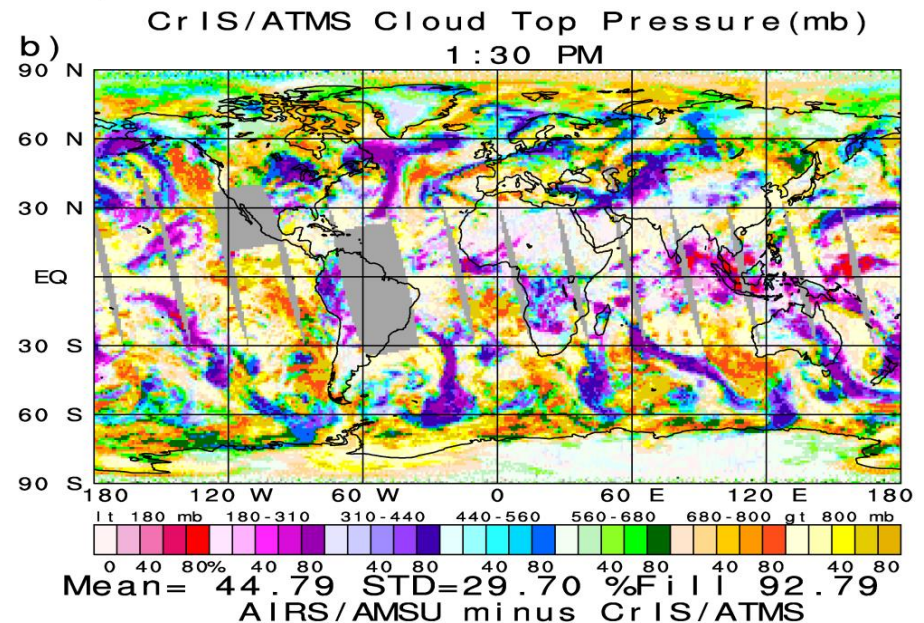 CrIS/ATMS Cloud Top Pressure(mb)
b)
1:30 PM
90 N
60 N
30 N
EQ
30 S
60 S
90 S
180 120 W 60 W 0 60 E 120 E 180
lt 180 mb 180-310 310-440 440-560 560-680 680-800 gt 800 mb
0 40 80% 40 80 40 80 40 80 40 80 40 80 40 80
Mean= 44.79 STD=29.70 %Fill 92.79
AIRS/AMSU minus CrIS/ATMS